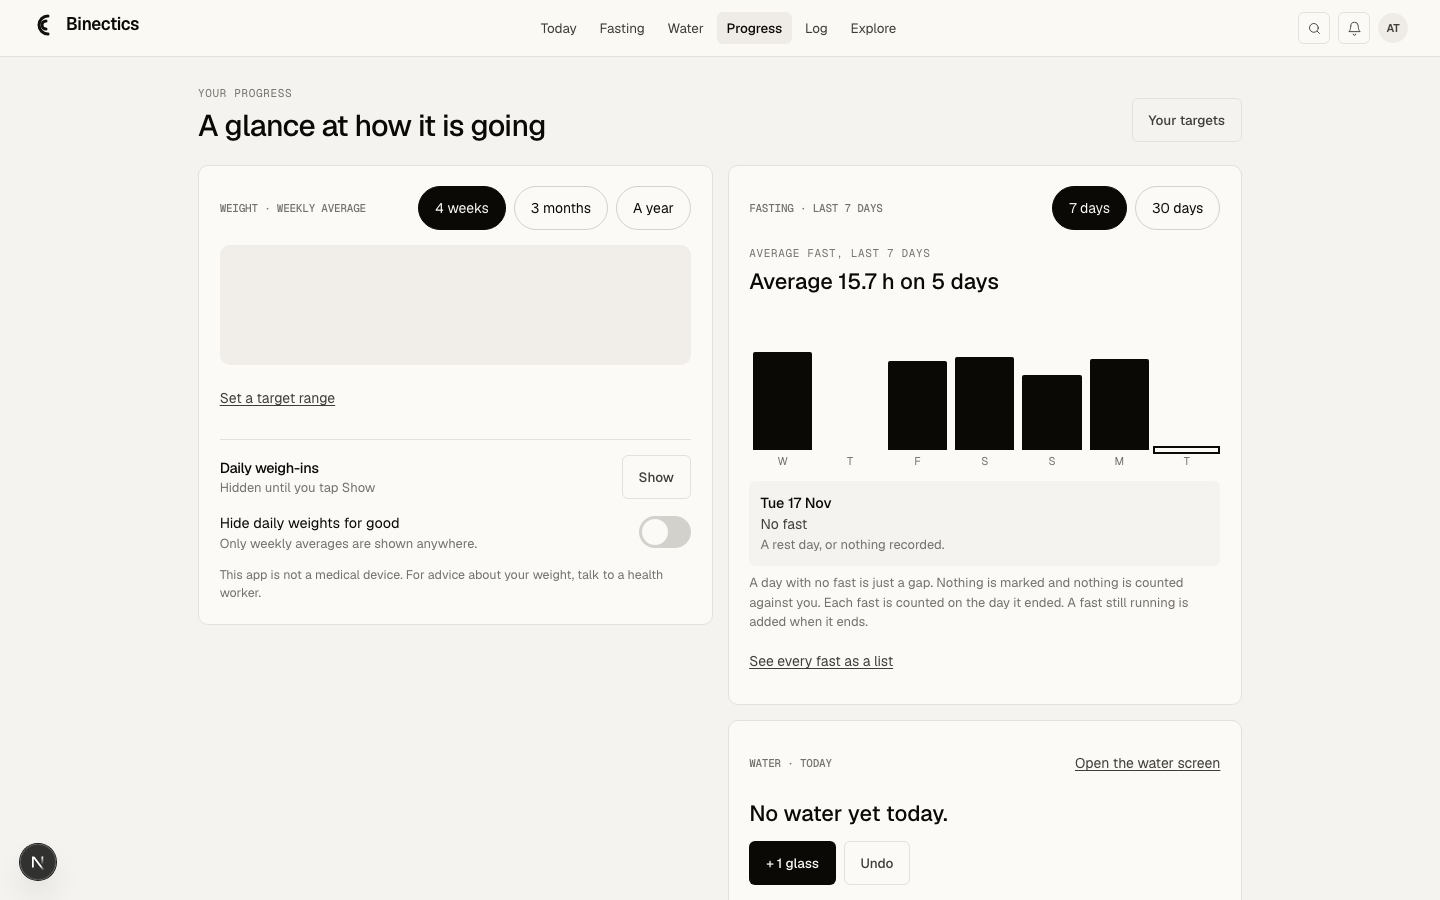 Binectics
Today Fasting Water Progress Log Explore
AT
YOUR PROGRESS
A glance at how it is going
Your targets
WEIGHT · WEEKLY AVERAGE
4 weeks 3 months A year
Set a target range
Daily weigh-ins
Hidden until you tap Show
Show
Hide daily weights for good
Only weekly averages are shown anywhere.
This app is not a medical device. For advice about your weight, talk to a health
worker.
FASTING · LAST 7 DAYS
7 days 30 days
AVERAGE FAST, LAST 7 DAYS
Average 15.7 h on 5 days
W T F S S M T
Tue 17 Nov
No fast
A rest day, or nothing recorded.
A day with no fast is just a gap. Nothing is marked and nothing is counted
against you. Each fast is counted on the day it ended. A fast still running is
added when it ends.
See every fast as a list
WATER · TODAY
Open the water screen
No water yet today.
+ 1 glass Undo
N